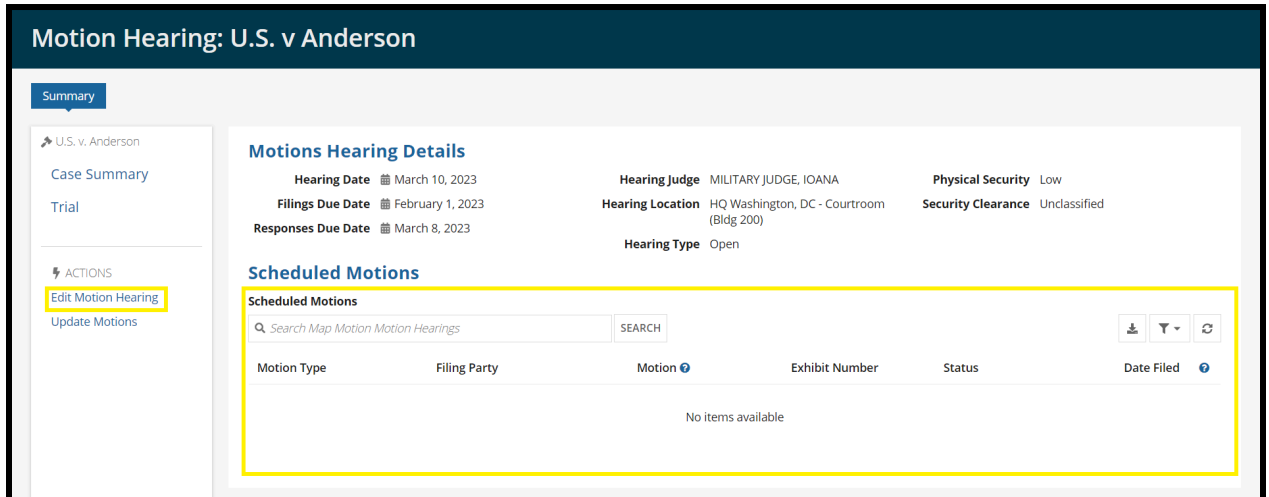 Motion Hearing: U.S. v Anderson
Summary
U.S. v. Anderson
Case Summary
Trial
ACTIONS
Edit Motion Hearing
Update Motions
Motions Hearing Details
Hearing Date March 10, 2023
Filings Due Date February 1, 2023
Responses Due Date March 8, 2023
Hearing Judge MILITARY JUDGE, IOANA
Hearing Location HQ Washington, DC - Courtroom
(Bldg 200)
Hearing Type Open
Physical Security Low
Security Clearance Unclassified
Scheduled Motions
Scheduled Motions
Search Map Motion Motion Hearings SEARCH
Motion Type Filing Party Motion Exhibit Number Status Date Filed
No items available